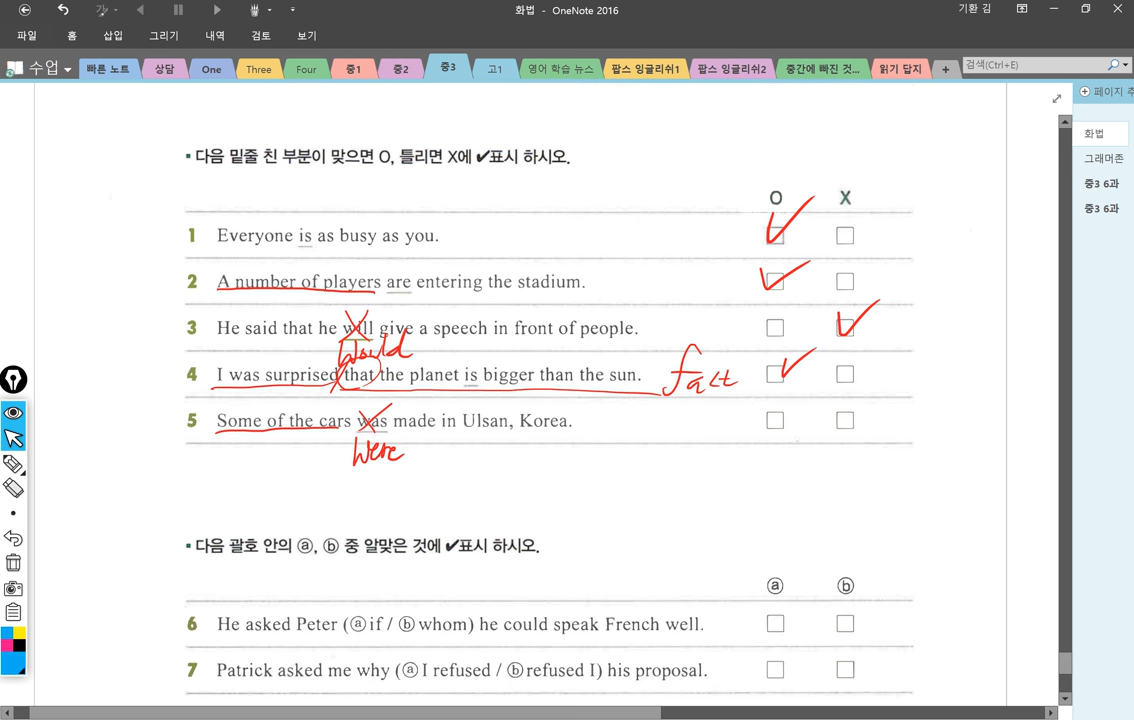 화법 - OneNote 2016
기환 김
파일 홈 삽입 그리기 내역 검토 보기
수업 빠른 노트 상담 One Three Four 중1 중2 중3 고1 영어 학습 뉴스 팝스 잉글리쉬1 팝스 잉글리쉬2 중간에 빠진 것... 읽기 답지 + 검색(Ctrl+E)
페이지 추
화법
그래머존
중3 6과
중3 6과
▪ 다음 밑줄 친 부분이 맞으면 O, 틀리면 X에 ✔표시 하시오.
O X
1 Everyone is as busy as you.
2 A number of players are entering the stadium.
3 He said that he will give a speech in front of people.
would
4 I was surprised that the planet is bigger than the sun. fact
5 Some of the cars was made in Ulsan, Korea.
were
▪ 다음 괄호 안의 ⓐ, ⓑ 중 알맞은 것에 ✔표시 하시오.
ⓐ ⓑ
6 He asked Peter (ⓐ if / ⓑ whom) he could speak French well.
7 Patrick asked me why (ⓐ I refused / ⓑ refused I) his proposal.